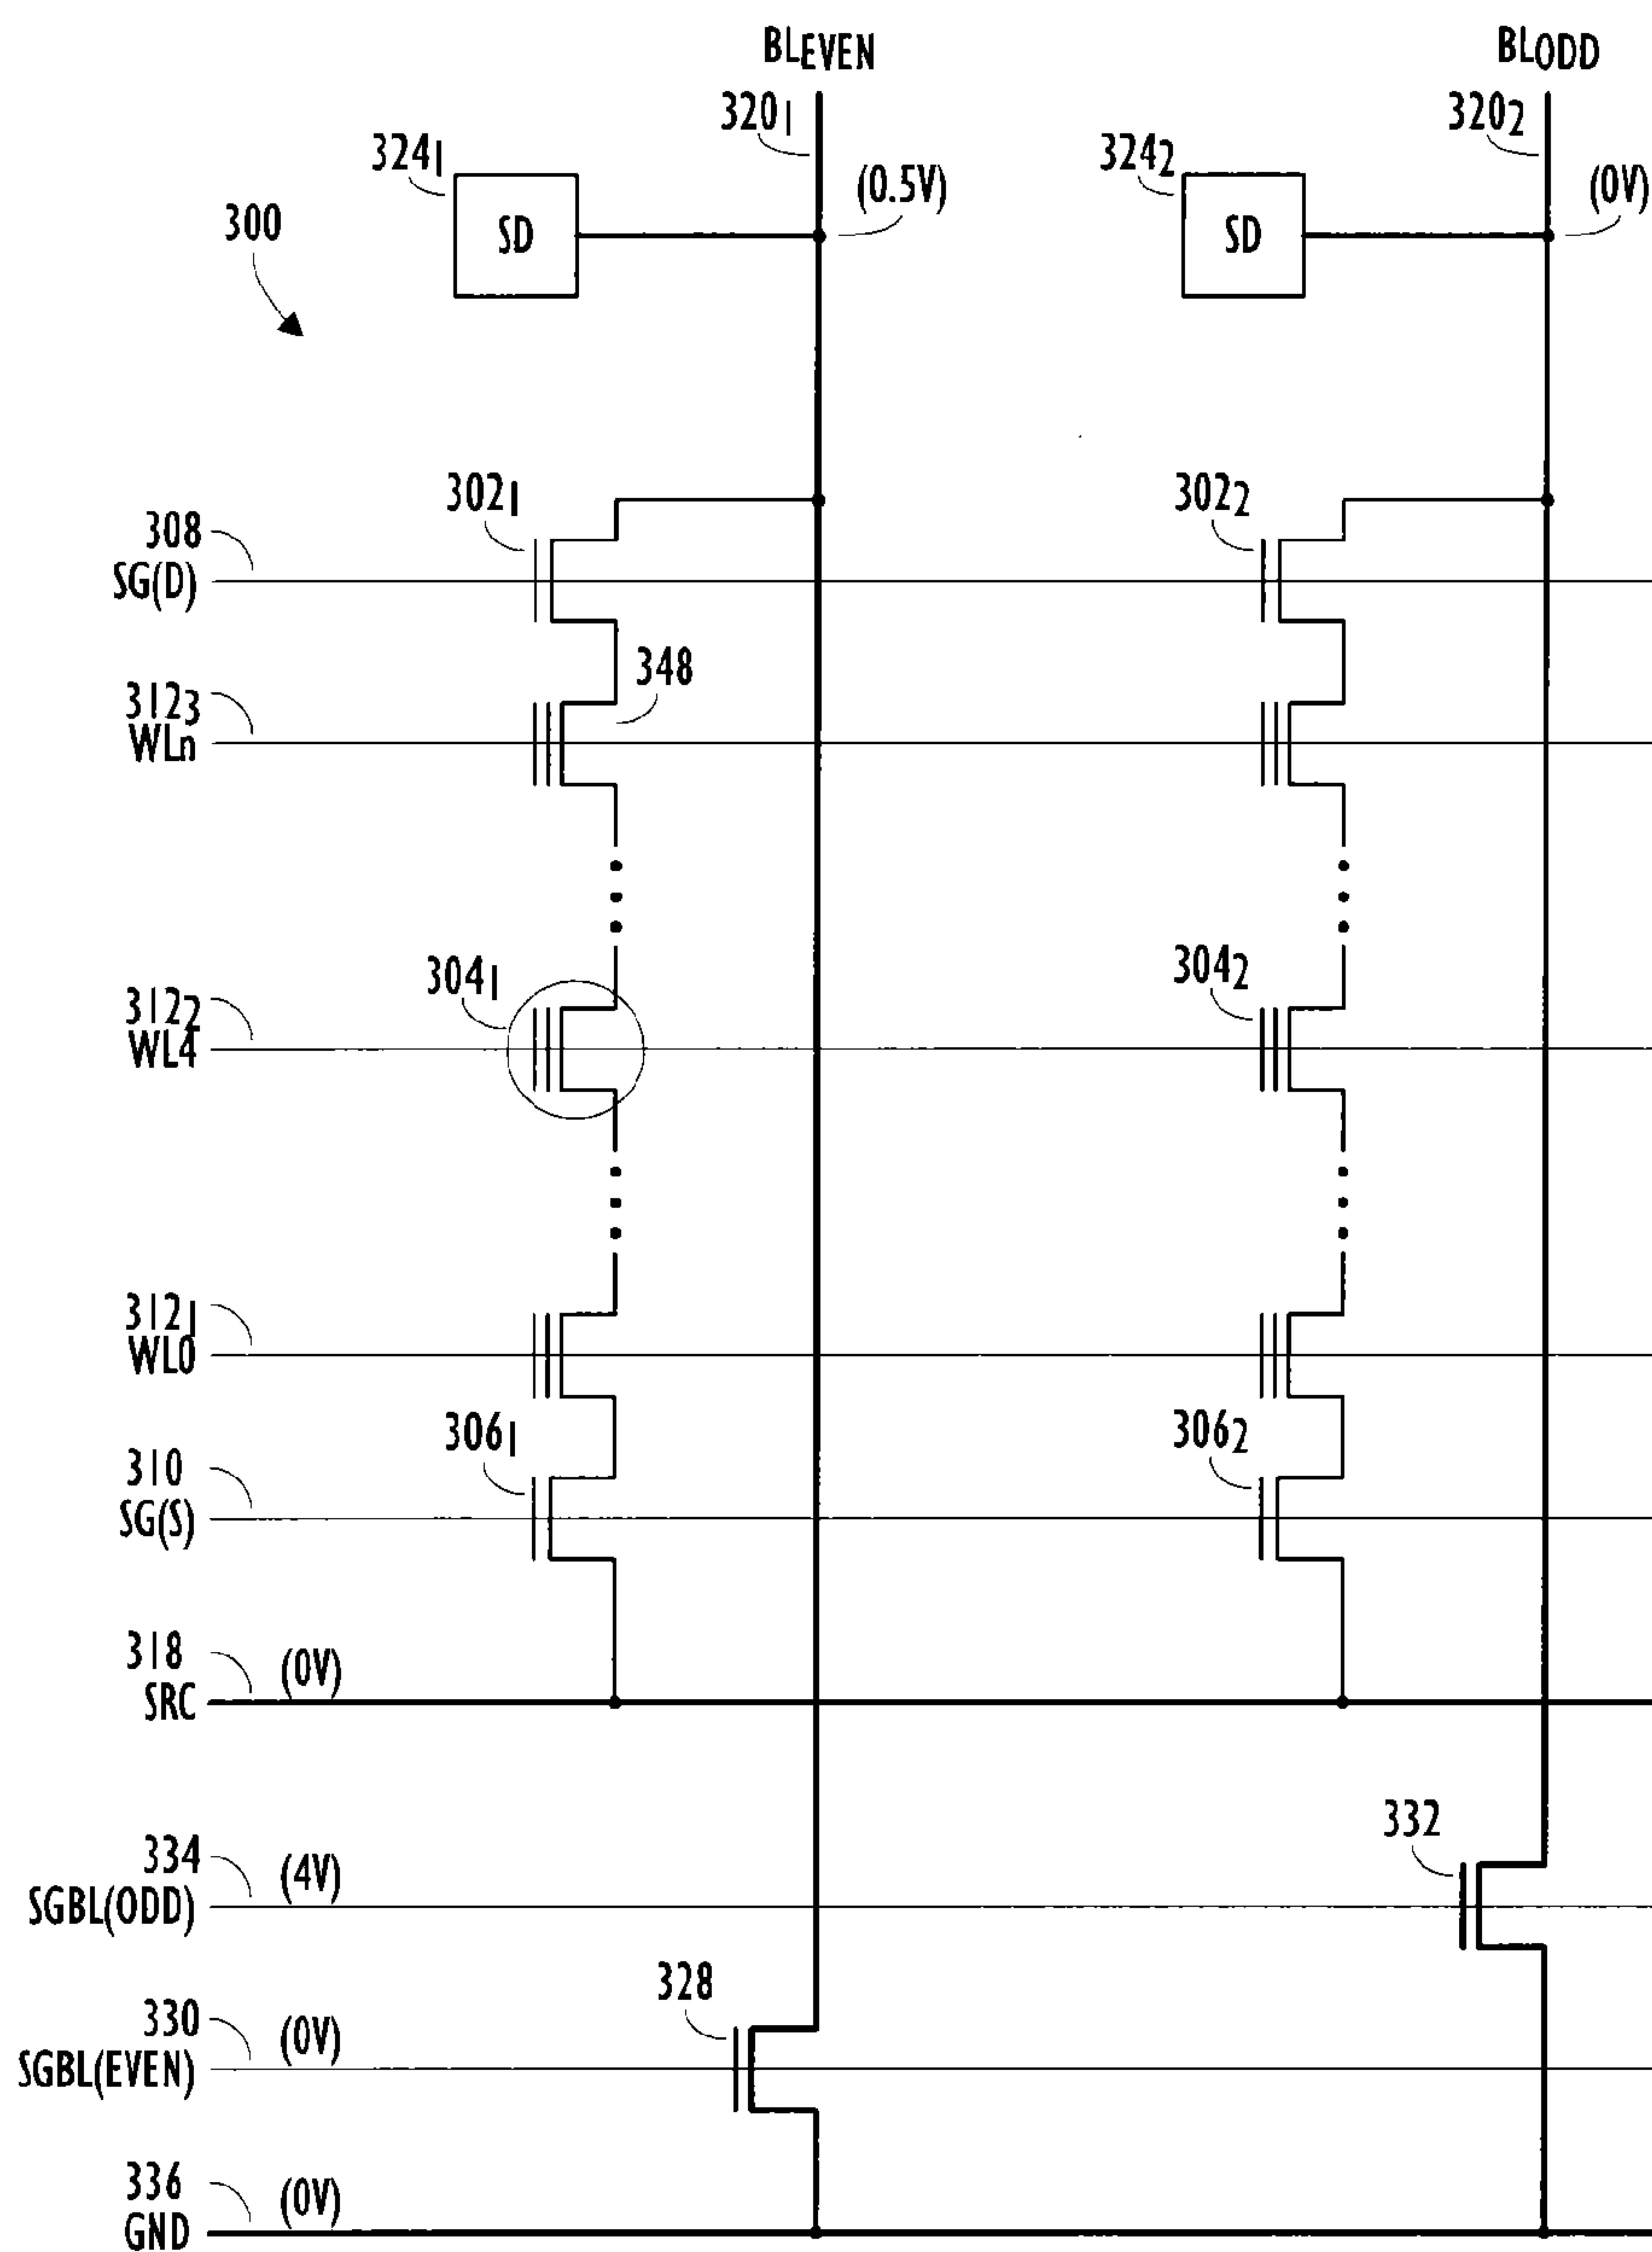 BLEVEN BLODD
320₁ 320₂
324₁ 324₂
(0.5V) (0V)
300 SD SD
302₁ 302₂
308
SG(D)
348
312₃
WLn
304₁ 304₂
312₂
WL4
312₁
WL0
306₁ 306₂
310
SG(S)
318 (0V)
SRC
332
334 (4V)
SGBL(ODD)
328
330 (0V)
SGBL(EVEN)
336 (0V)
GND